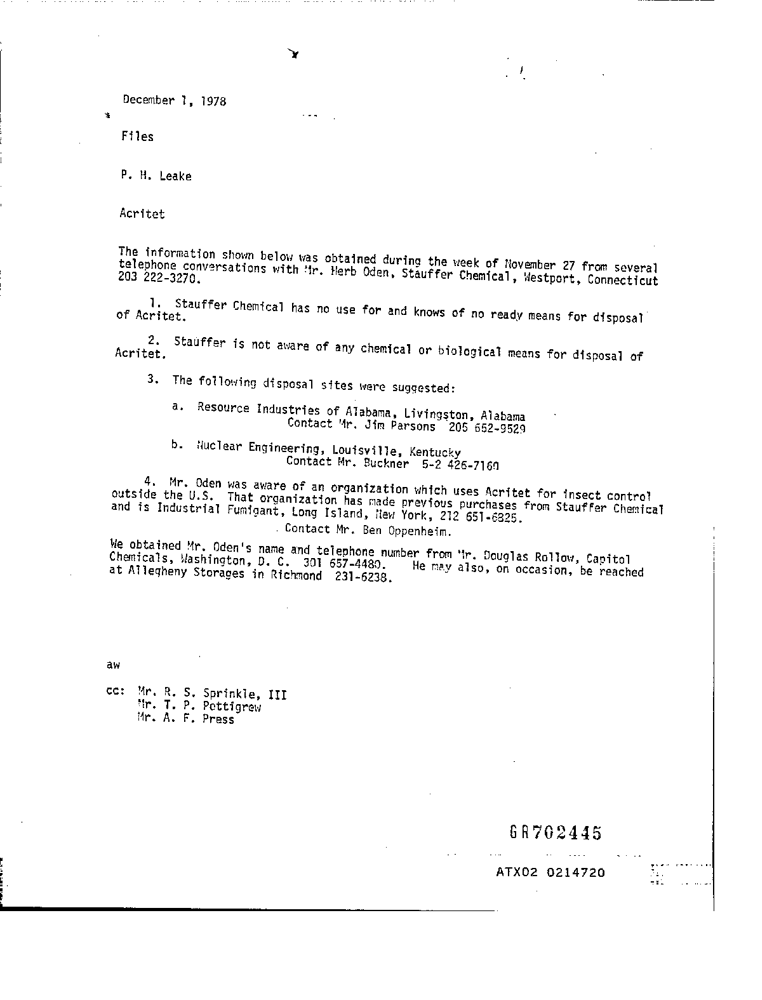 December 1, 1978
Files
P. H. Leake
Acritet
The information shown below was obtained during the week of November 27 from several
telephone conversations with Mr. Herb Oden, Stauffer Chemical, Westport, Connecticut
203 222-3270.
1. Stauffer Chemical has no use for and knows of no ready means for disposal
of Acritet.
2. Stauffer is not aware of any chemical or biological means for disposal of
Acritet.
3. The following disposal sites were suggested:
a. Resource Industries of Alabama, Livingston, Alabama
Contact Mr. Jim Parsons 205 652-9529
b. Nuclear Engineering, Louisville, Kentucky
Contact Mr. Buckner 5-2 426-7160
4. Mr. Oden was aware of an organization which uses Acritet for insect control
outside the U.S. That organization has made previous purchases from Stauffer Chemical
and is Industrial Fumigant, Long Island, New York, 212 651-6825.
Contact Mr. Ben Oppenheim.
We obtained Mr. Oden's name and telephone number from Mr. Douglas Rollow, Capitol
Chemicals, Washington, D. C. 301 657-4480. He may also, on occasion, be reached
at Allegheny Storages in Richmond 231-6238.
aw
cc: Mr. R. S. Sprinkle, III
Mr. T. P. Pettigrew
Mr. A. F. Press
GR702445
ATX02 0214720